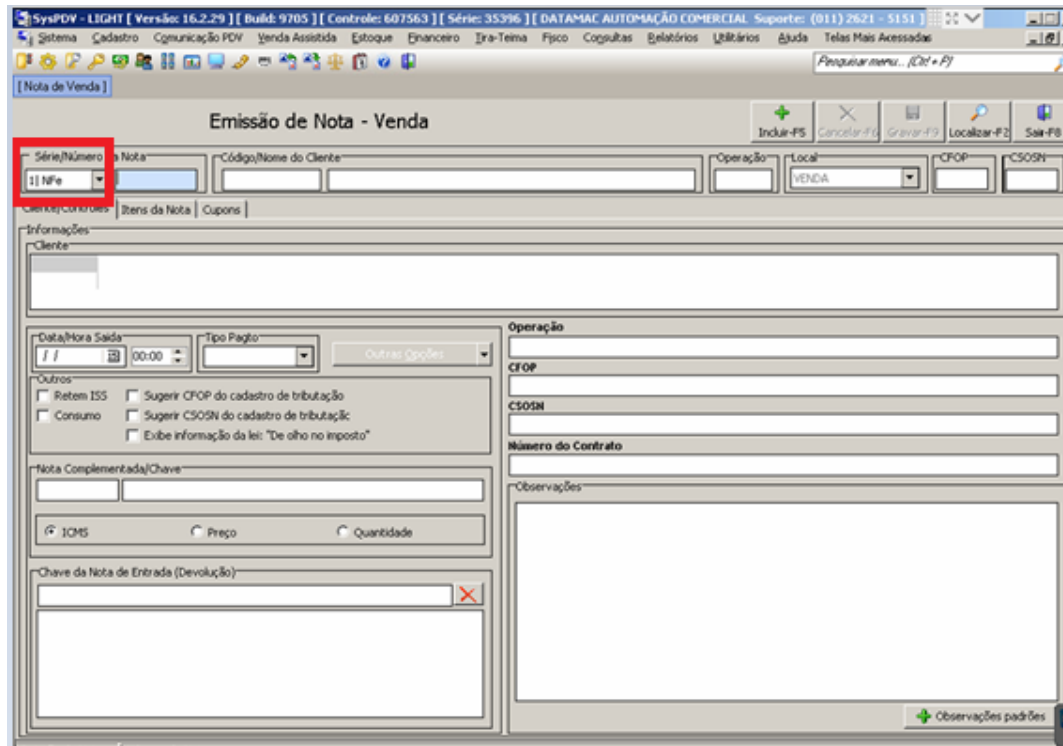 SysPDV - LIGHT [ Versão: 16.2.29 ] [ Build: 9705 ] [ Controle: 607563 ] [ Série: 35396 ] [ DATAMAC AUTOMAÇÃO COMERCIAL Suporte: (011) 2621 - 5151 ]
Sistema Cadastro Comunicação PDV Venda Assistida Estoque Financeiro Tira-Teima Fisco Consultas Relatórios Utilitários Ajuda Telas Mais Acessadas
Pesquisar menu... (Ctrl + P)
[ Nota de Venda ]
Emissão de Nota - Venda
Incluir-F5 Cancelar-F6 Gravar-F9 Localizar-F2 Sair-F8
Série/Número a Nota Código/Nome do Cliente Operação Local CFOP CSOSN
1| NFe VENDA
Cliente/Controles Itens da Nota Cupons
Informações
Cliente
Data/Hora Saida Tipo Pagto Operação
/ / 00:00 Outras Opções
CFOP
Outros
Retem ISS Sugerir CFOP do cadastro de tributação
CSOSN
Consumo Sugerir CSOSN do cadastro de tributaçãc
Exibe informação da lei: "De olho no imposto"
Número do Contrato
Nota Complementada/Chave
Observações
ICMS Preço Quantidade
Chave da Nota de Entrada (Devolução)
Observações padrões